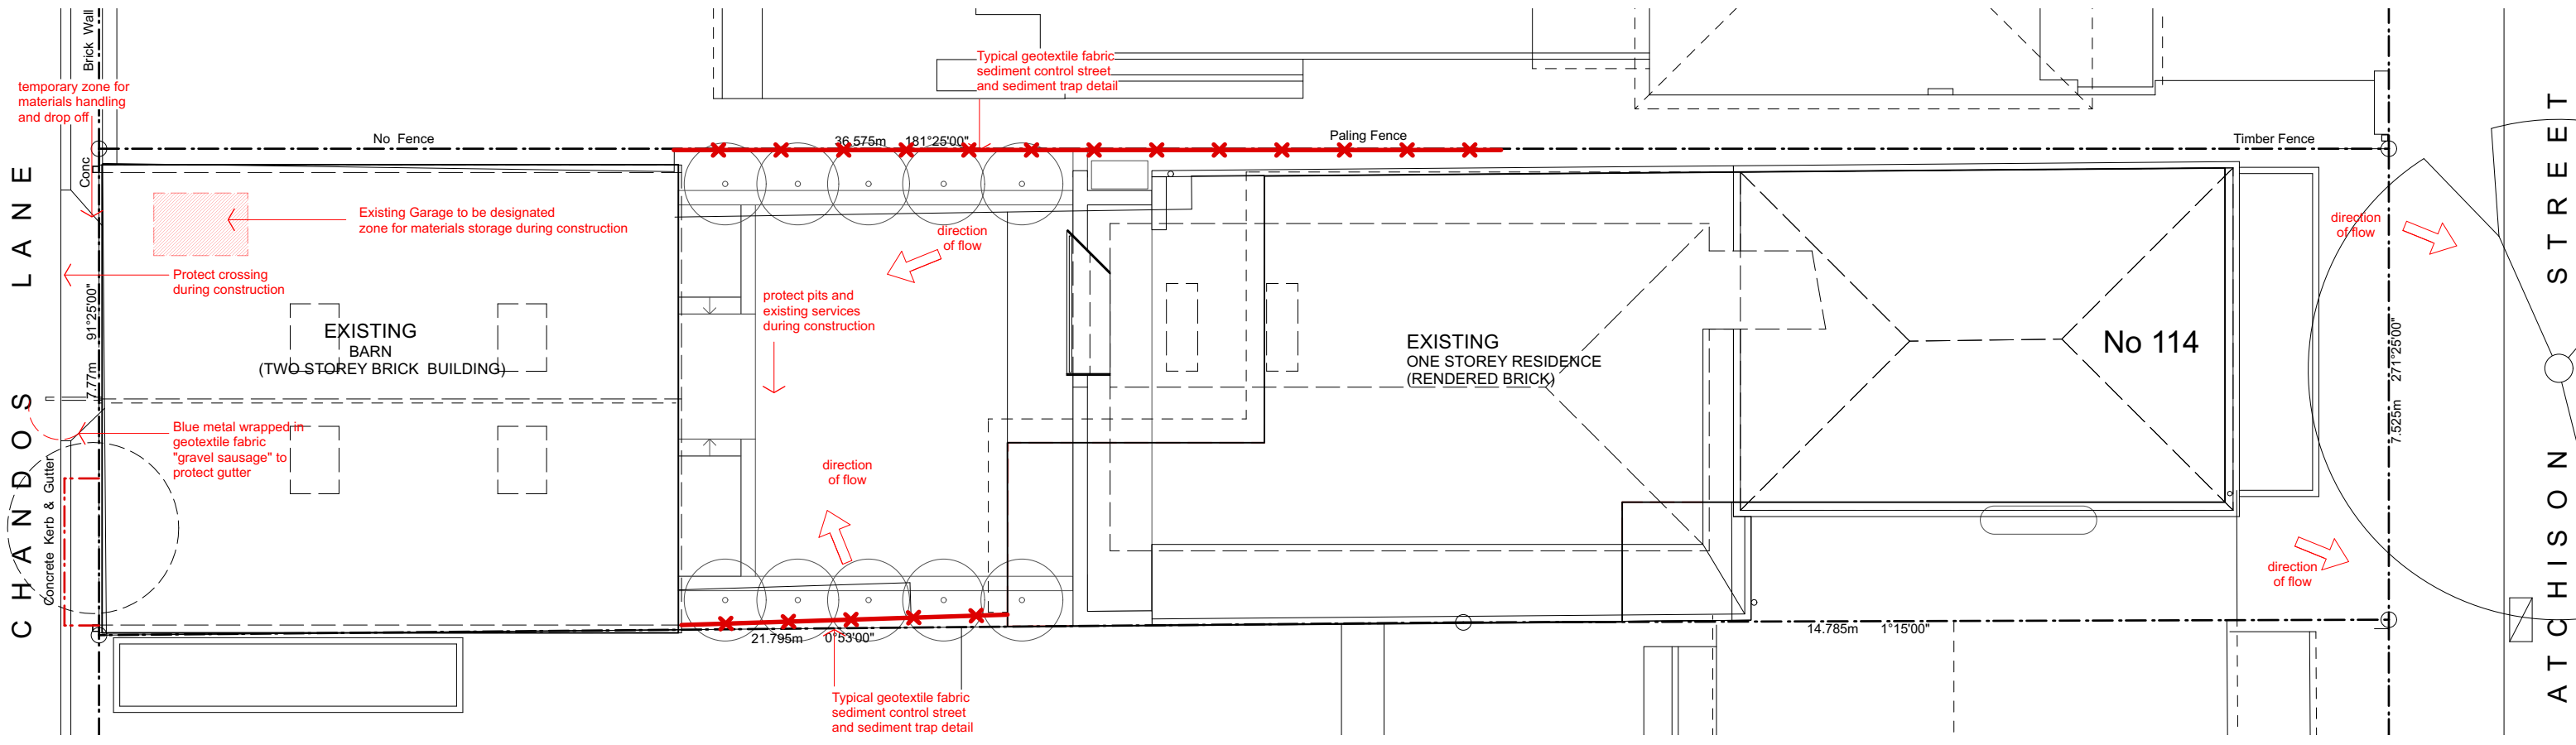 Brick Wall
temporary zone for
materials handling
and drop off
Conc
No Fence
36.575m 181°25'00"
Typical geotextile fabric
sediment control street
and sediment trap detail
Paling Fence
Timber Fence
CHANDOS LANE
Existing Garage to be designated
zone for materials storage during construction
Protect crossing
during construction
7.77m 91°25'00"
EXISTING
BARN
(TWO STOREY BRICK BUILDING)
Blue metal wrapped in
geotextile fabric
"gravel sausage" to
protect gutter
Concrete Kerb & Gutter
direction
of flow
protect pits and
existing services
during construction
direction
of flow
21.795m 0°53'00"
Typical geotextile fabric
sediment control street
and sediment trap detail
EXISTING
ONE STOREY RESIDENCE
(RENDERED BRICK)
No 114
14.785m 1°15'00"
direction
of flow
7.525m 271°25'00"
direction
of flow
ATCHISON STREET